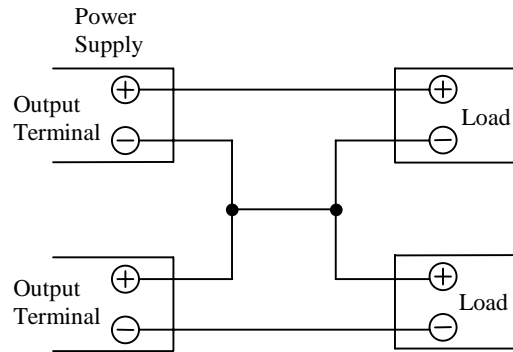 Power
Supply
Output
Terminal
+
−
+
−
Load
Output
Terminal
+
−
+
−
Load